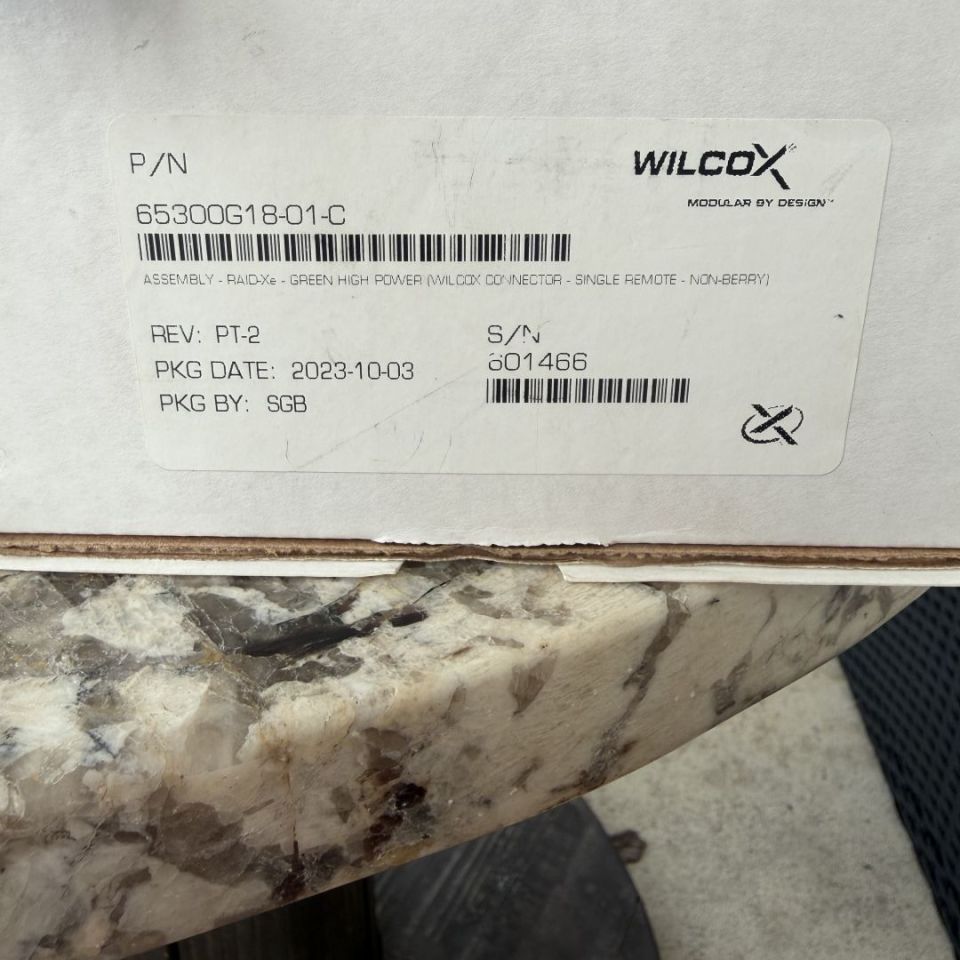 P/N
WILCOX
MODULAR BY DESIGN™
65300G18-01-C
ASSEMBLY - RAID-Xe - GREEN HIGH POWER (WILCOX CONNECTOR - SINGLE REMOTE - NON-BERRY)
REV: PT-2
S/N
PKG DATE: 2023-10-03
601466
PKG BY: SGB